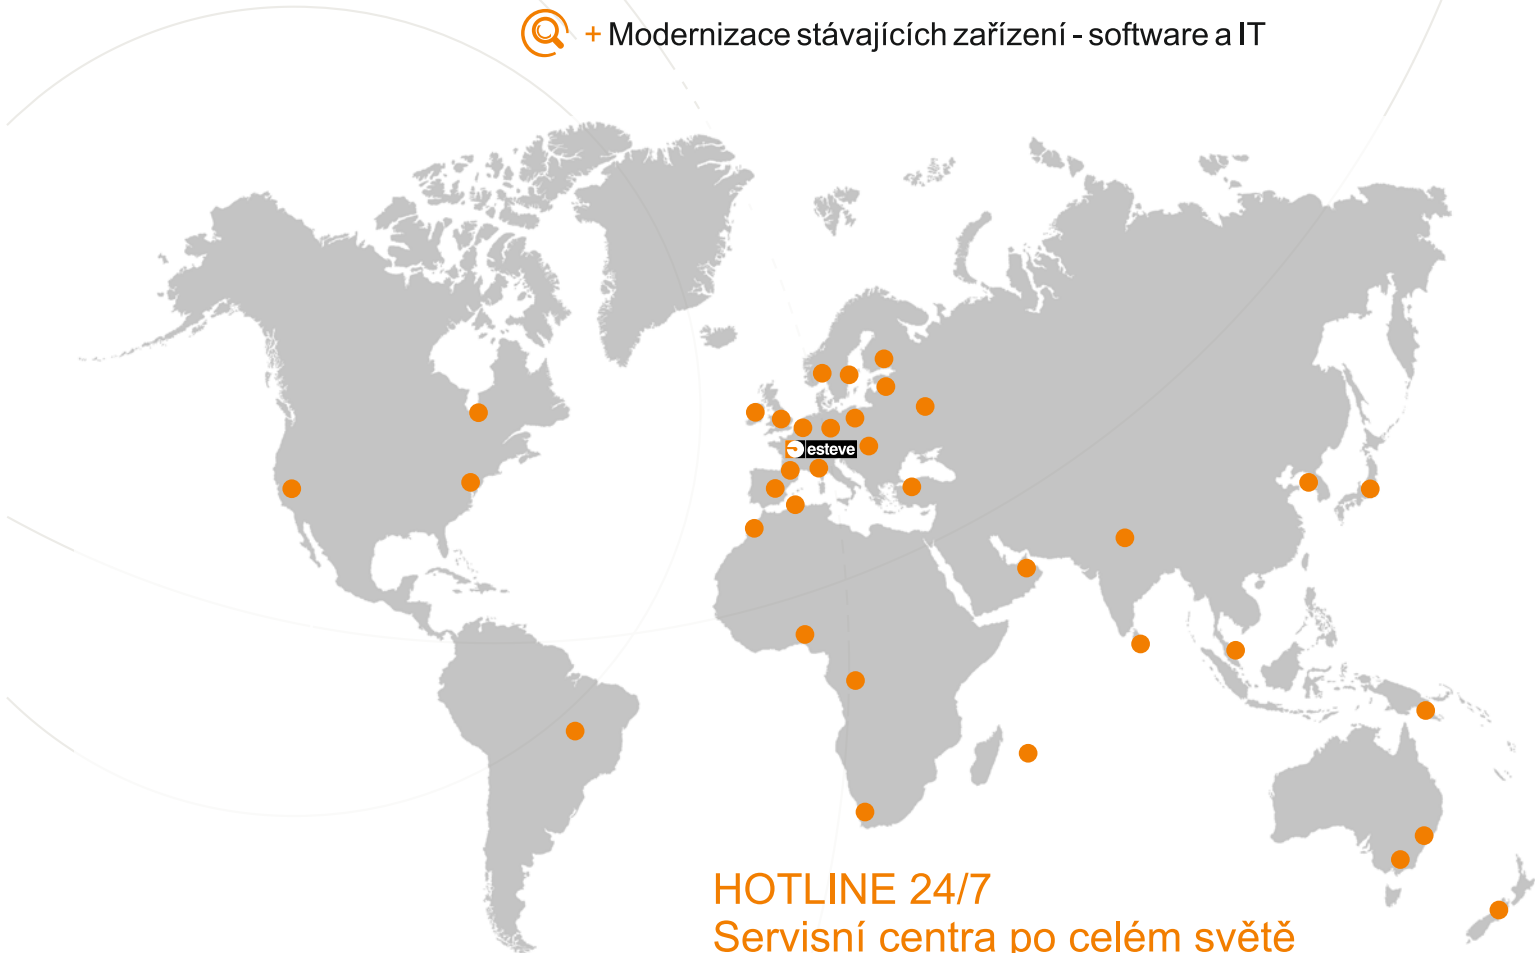 + Modernizace stávajících zařízení - software a IT
esteve
HOTLINE 24/7
Servisní centra po celém světě